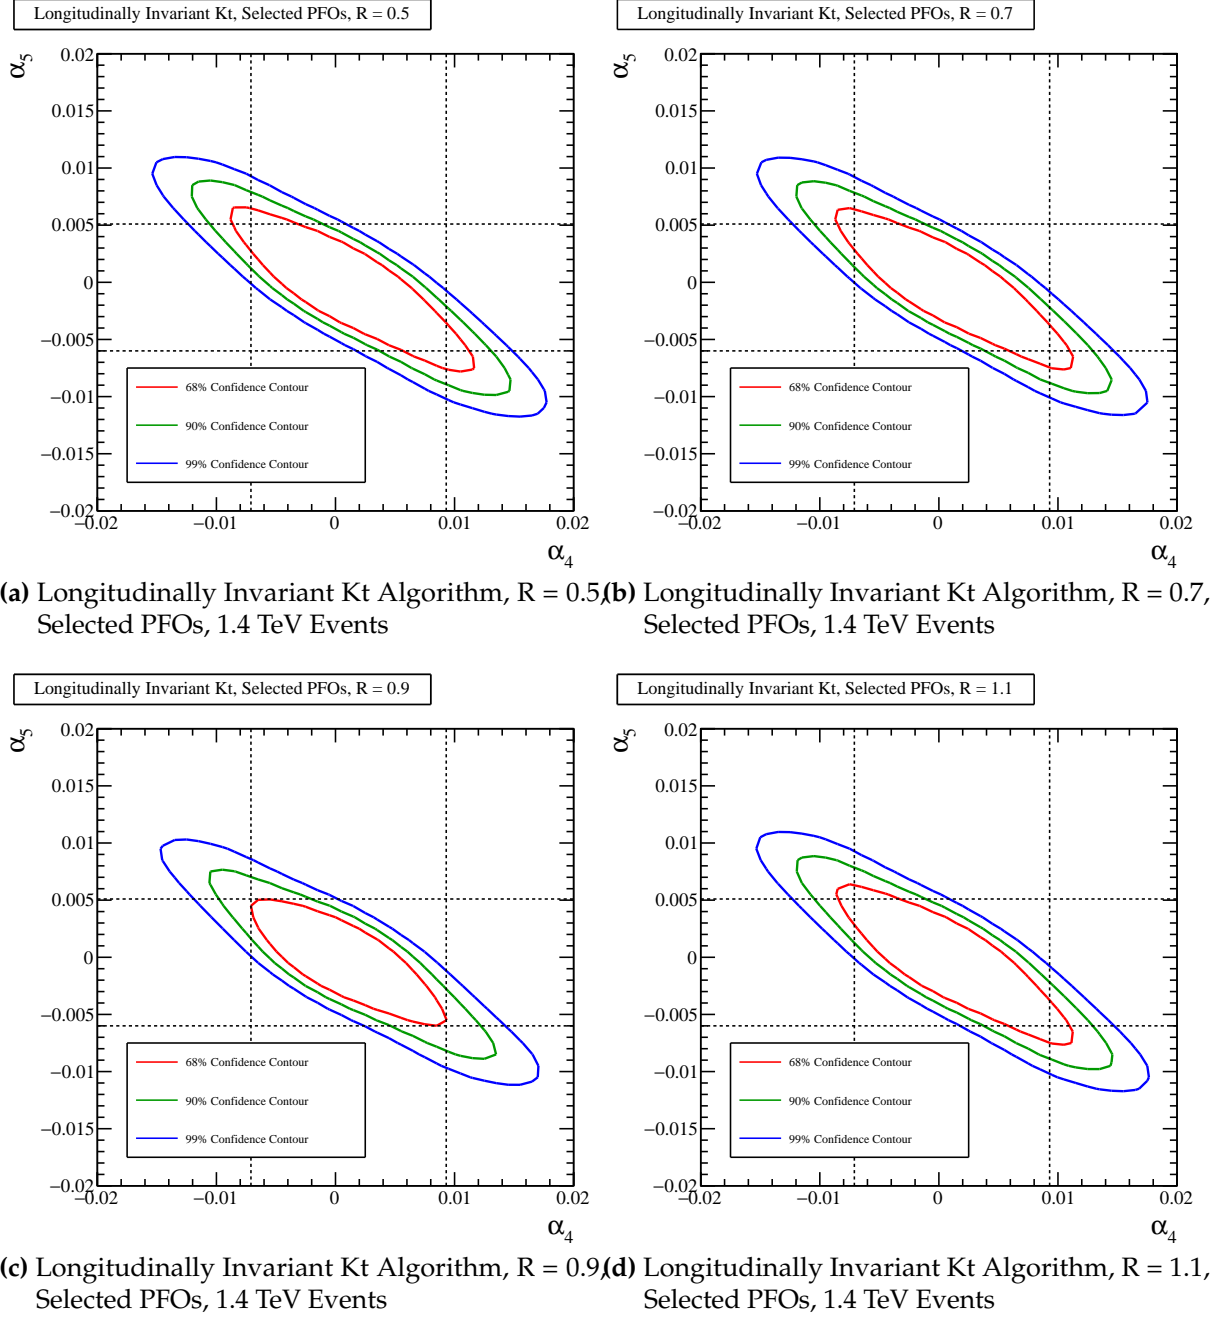 Longitudinally Invariant Kt, Selected PFOs, R = 0.5
α5
0.02
0.015
0.01
0.005
0
−0.005
−0.01
−0.015
−0.02
68% Confidence Contour
90% Confidence Contour
99% Confidence Contour
−0.02 −0.01 0 0.01 0.02
α4
(a) Longitudinally Invariant Kt Algorithm, R = 0.5,
Selected PFOs, 1.4 TeV Events
Longitudinally Invariant Kt, Selected PFOs, R = 0.7
α5
0.02
0.015
0.01
0.005
0
−0.005
−0.01
−0.015
−0.02
68% Confidence Contour
90% Confidence Contour
99% Confidence Contour
−0.02 −0.01 0 0.01 0.02
α4
(b) Longitudinally Invariant Kt Algorithm, R = 0.7,
Selected PFOs, 1.4 TeV Events
Longitudinally Invariant Kt, Selected PFOs, R = 0.9
α5
0.02
0.015
0.01
0.005
0
−0.005
−0.01
−0.015
−0.02
68% Confidence Contour
90% Confidence Contour
99% Confidence Contour
−0.02 −0.01 0 0.01 0.02
α4
(c) Longitudinally Invariant Kt Algorithm, R = 0.9,
Selected PFOs, 1.4 TeV Events
Longitudinally Invariant Kt, Selected PFOs, R = 1.1
α5
0.02
0.015
0.01
0.005
0
−0.005
−0.01
−0.015
−0.02
68% Confidence Contour
90% Confidence Contour
99% Confidence Contour
−0.02 −0.01 0 0.01 0.02
α4
(d) Longitudinally Invariant Kt Algorithm, R = 1.1,
Selected PFOs, 1.4 TeV Events